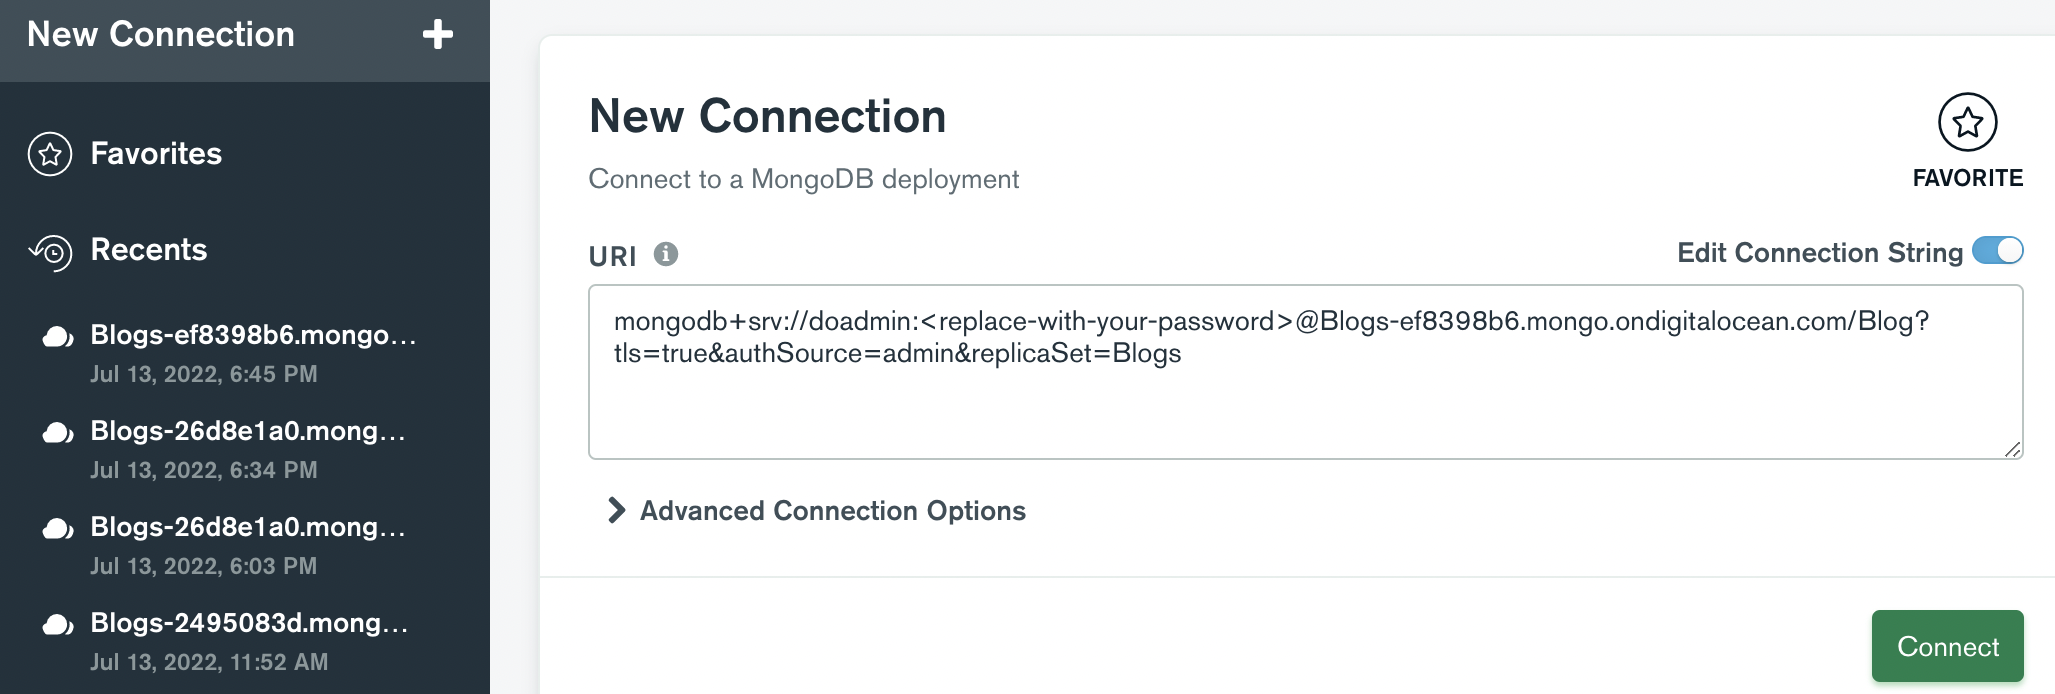 New Connection
Favorites
Recents
Blogs-ef8398b6.mongo...
Jul 13, 2022, 6:45 PM
Blogs-26d8e1a0.mong...
Jul 13, 2022, 6:34 PM
Blogs-26d8e1a0.mong...
Jul 13, 2022, 6:03 PM
Blogs-2495083d.mong...
Jul 13, 2022, 11:52 AM
New Connection
Connect to a MongoDB deployment
FAVORITE
URI
Edit Connection String
mongodb+srv://doadmin:<replace-with-your-password>@Blogs-ef8398b6.mongo.ondigitalocean.com/Blog?
tls=true&authSource=admin&replicaSet=Blogs
Advanced Connection Options
Connect